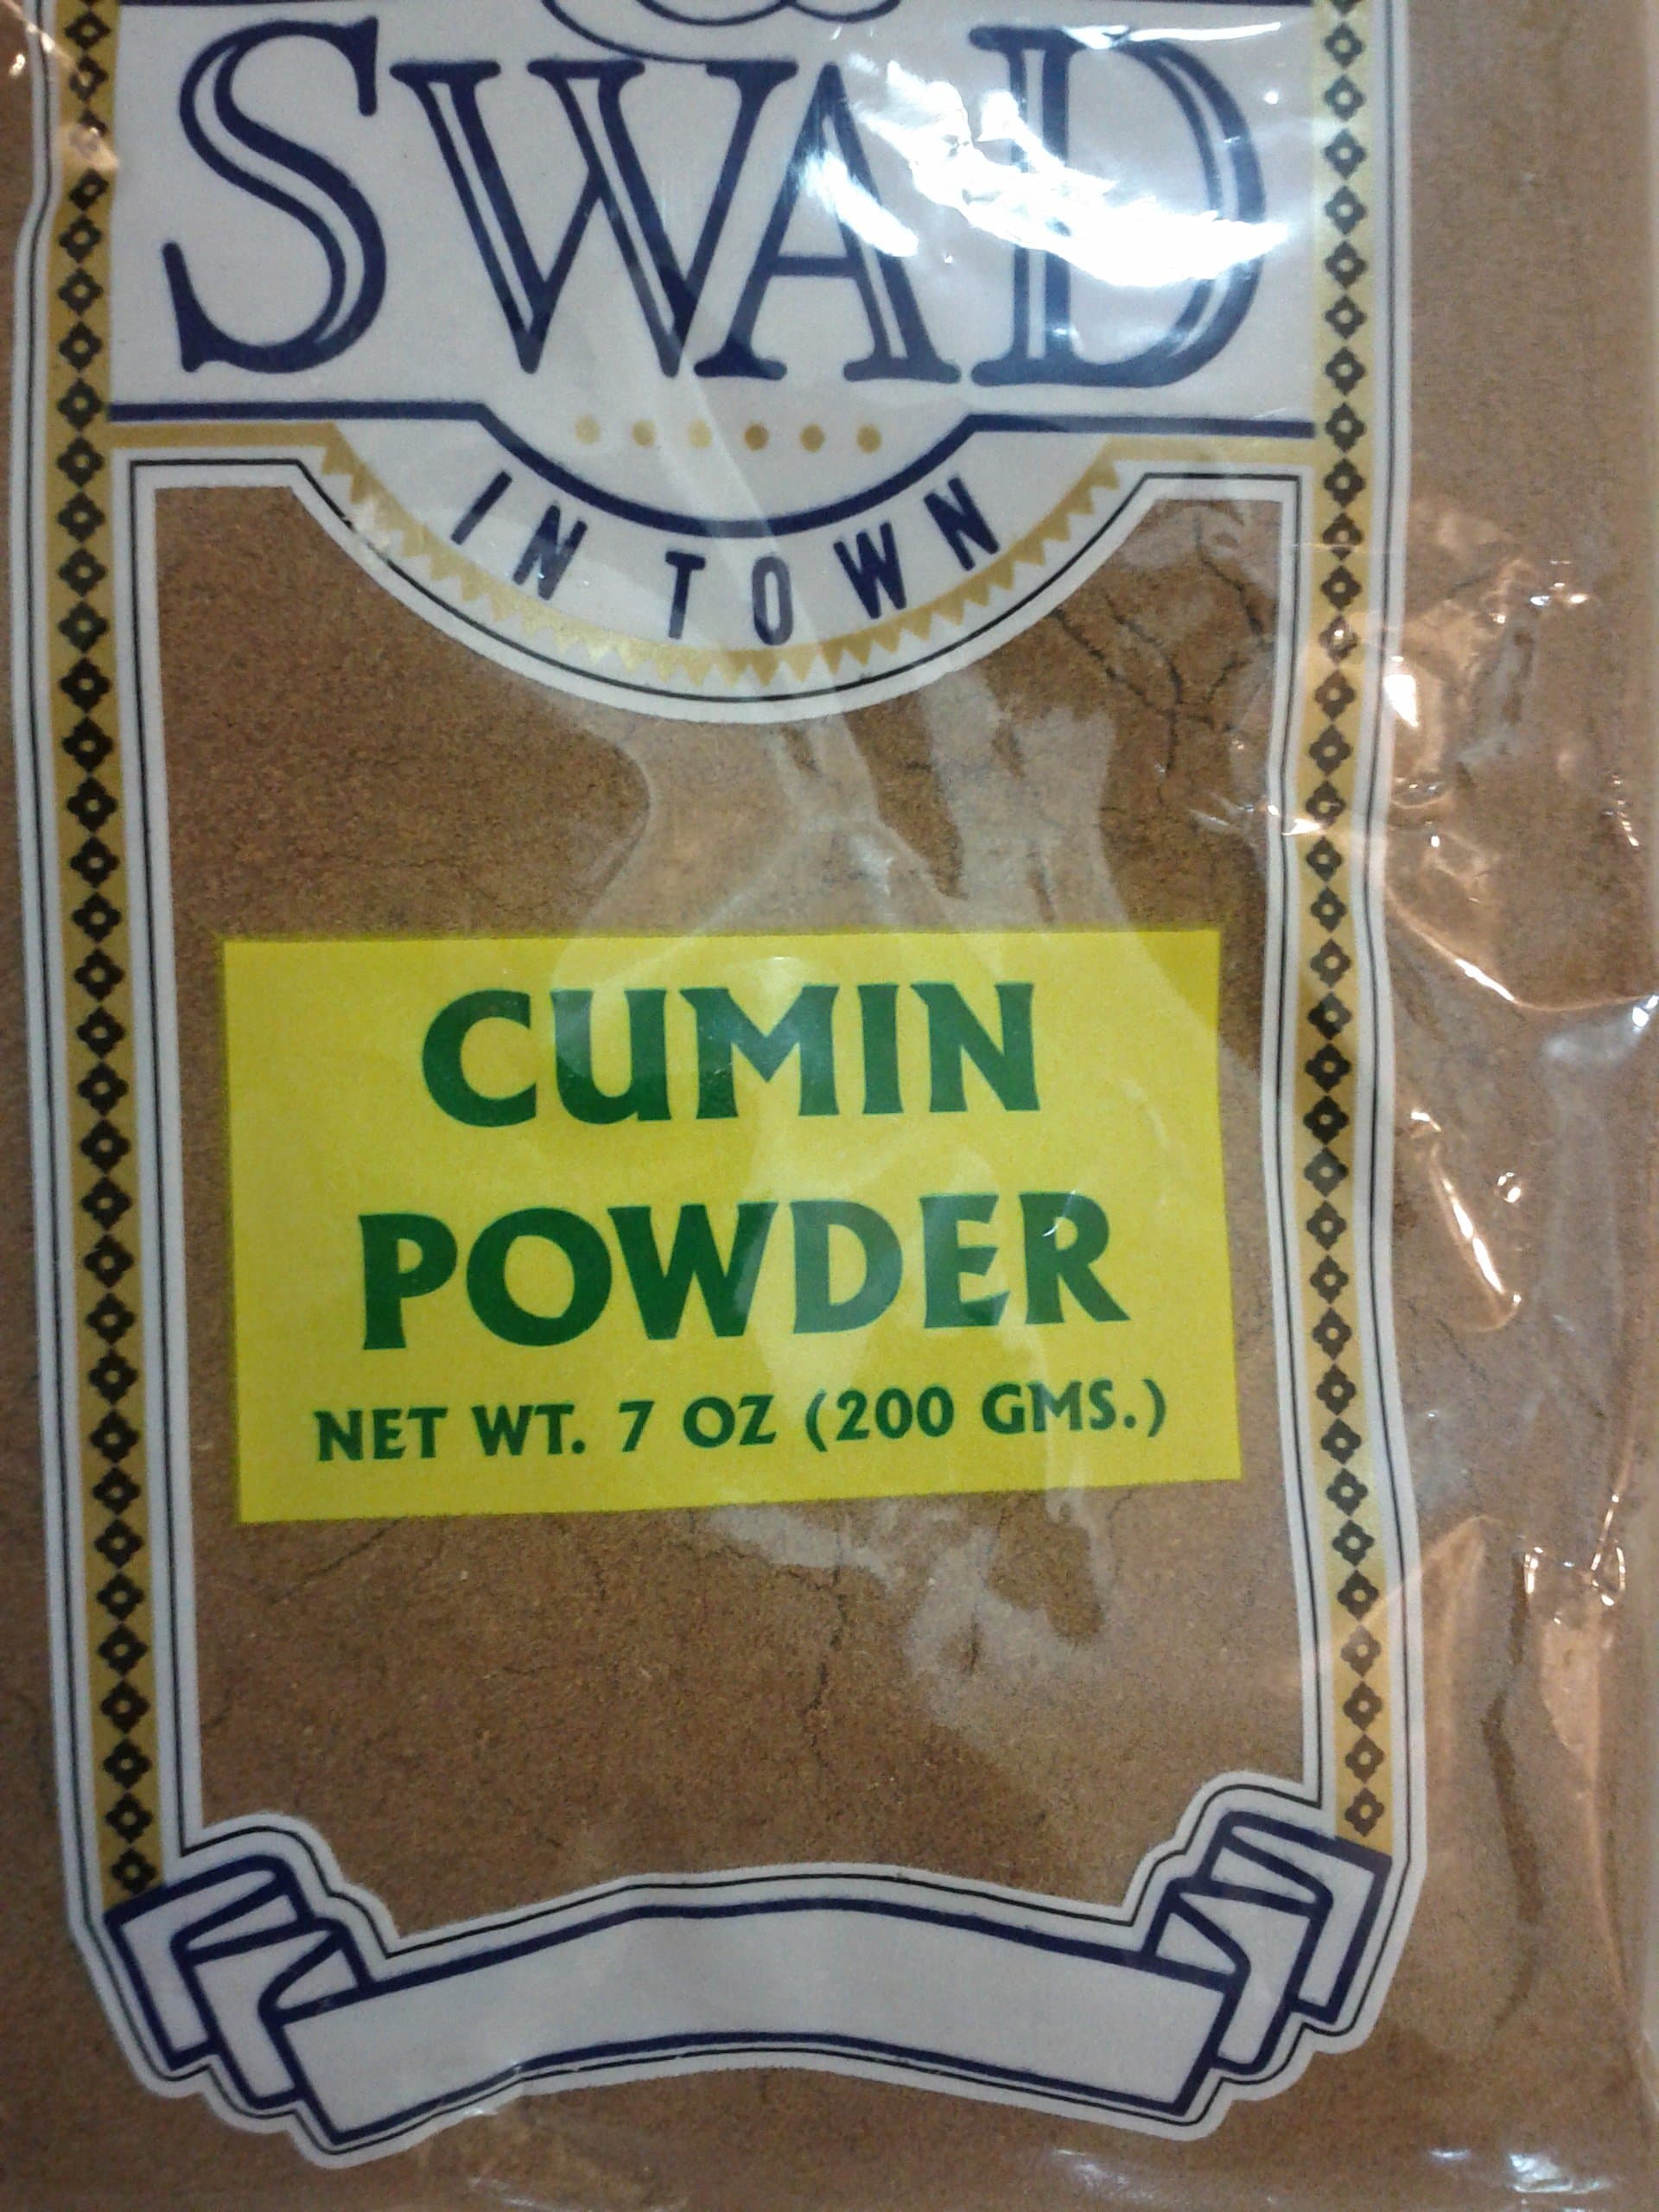 SWAD
IN TOWN
CUMIN
POWDER
NET WT. 7 OZ (200 GMS.)